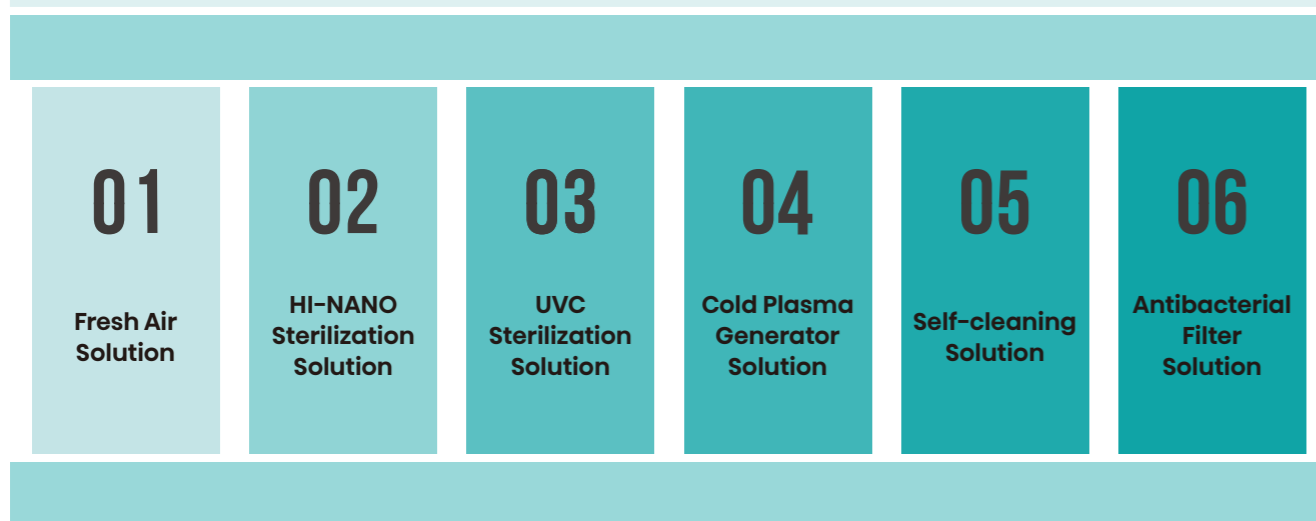 01
Fresh Air
Solution
02
HI-NANO
Sterilization
Solution
03
UVC
Sterilization
Solution
04
Cold Plasma
Generator
Solution
05
Self-cleaning
Solution
06
Antibacterial
Filter
Solution